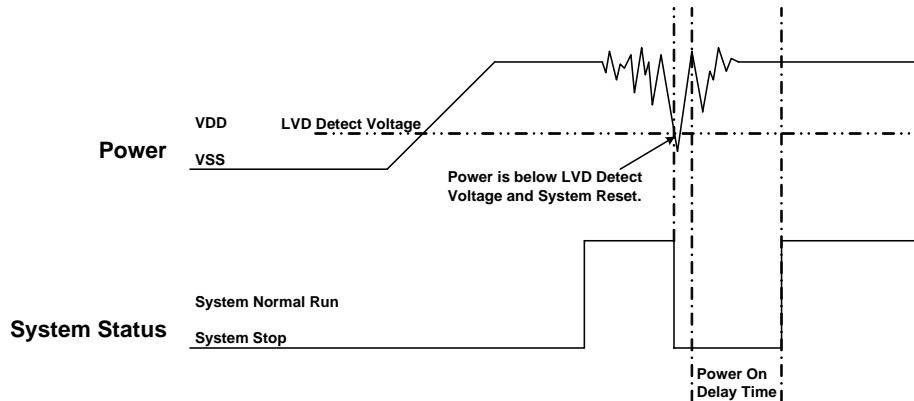 VDD
LVD Detect Voltage
Power
VSS
Power is below LVD Detect
Voltage and System Reset.
System Normal Run
System Status
System Stop
Power On
Delay Time